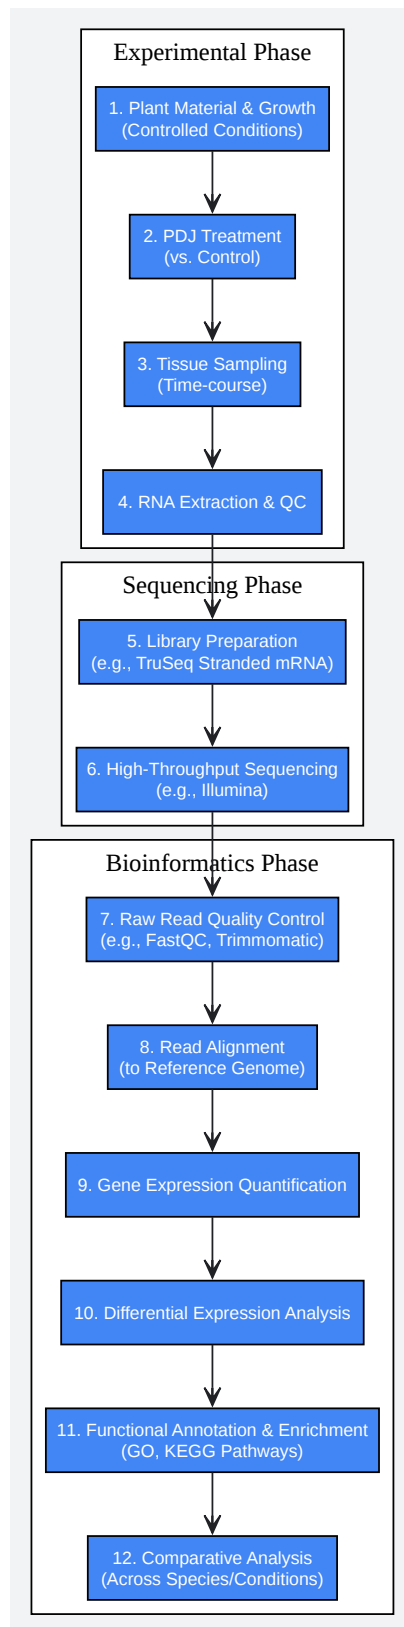 Experimental Phase
1. Plant Material & Growth
(Controlled Conditions)
2. PDJ Treatment
(vs. Control)
3. Tissue Sampling
(Time-course)
4. RNA Extraction & QC
Sequencing Phase
5. Library Preparation
(e.g., TruSeq Stranded mRNA)
6. High-Throughput Sequencing
(e.g., Illumina)
Bioinformatics Phase
7. Raw Read Quality Control
(e.g., FastQC, Trimmomatic)
8. Read Alignment
(to Reference Genome)
9. Gene Expression Quantification
10. Differential Expression Analysis
11. Functional Annotation & Enrichment
(GO, KEGG Pathways)
12. Comparative Analysis
(Across Species/Conditions)